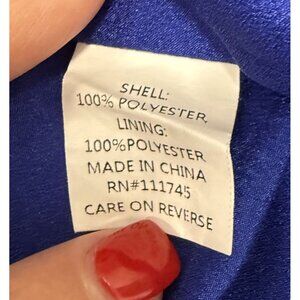 SHELL:
100% POLYESTER
LINING:
100%POLYESTER
MADE IN CHINA
RN#111745
CARE ON REVERSE